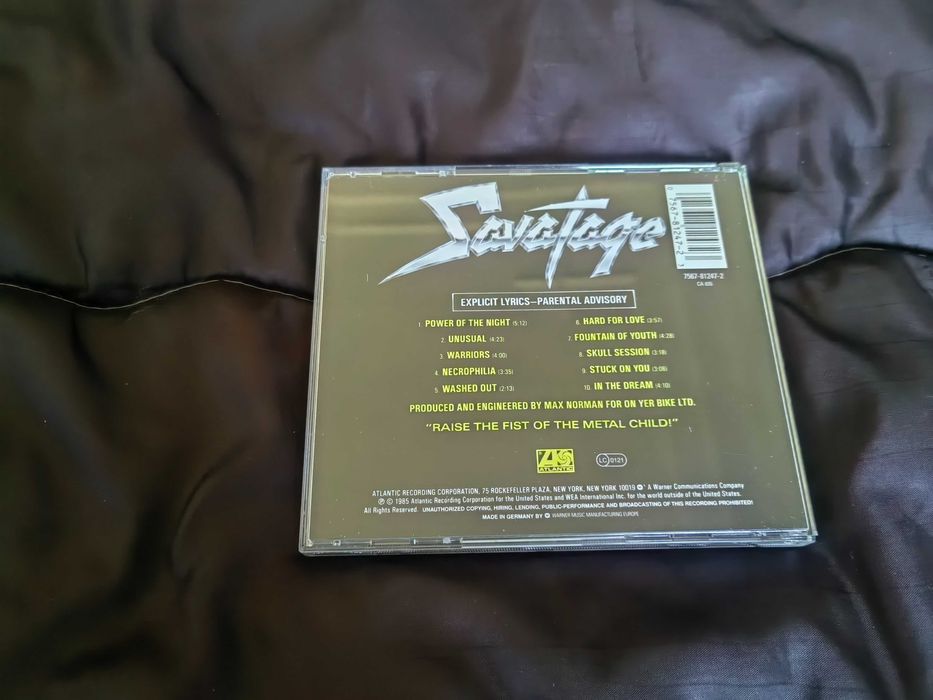 Savatage
0 7567-81247-2 1
7567-81247-2
CA 835
EXPLICIT LYRICS–PARENTAL ADVISORY
1. POWER OF THE NIGHT (5:12)
2. UNUSUAL (4:23)
3. WARRIORS (4:00)
4. NECROPHILIA (3:35)
5. WASHED OUT (2:13)
6. HARD FOR LOVE (3:57)
7. FOUNTAIN OF YOUTH (4:28)
8. SKULL SESSION (3:18)
9. STUCK ON YOU (3:08)
10. IN THE DREAM (4:10)
PRODUCED AND ENGINEERED BY MAX NORMAN FOR ON YER BIKE LTD.
"RAISE THE FIST OF THE METAL CHILD!"
ATLANTIC
LC 0121
ATLANTIC RECORDING CORPORATION, 75 ROCKEFELLER PLAZA, NEW YORK, NEW YORK 10019 A Warner Communications Company
℗ © 1985 Atlantic Recording Corporation for the United States and WEA International Inc. for the world outside of the United States.
All Rights Reserved. UNAUTHORIZED COPYING, HIRING, LENDING, PUBLIC-PERFORMANCE AND BROADCASTING OF THIS RECORDING PROHIBITED!
MADE IN GERMANY BY WARNER MUSIC MANUFACTURING EUROPE